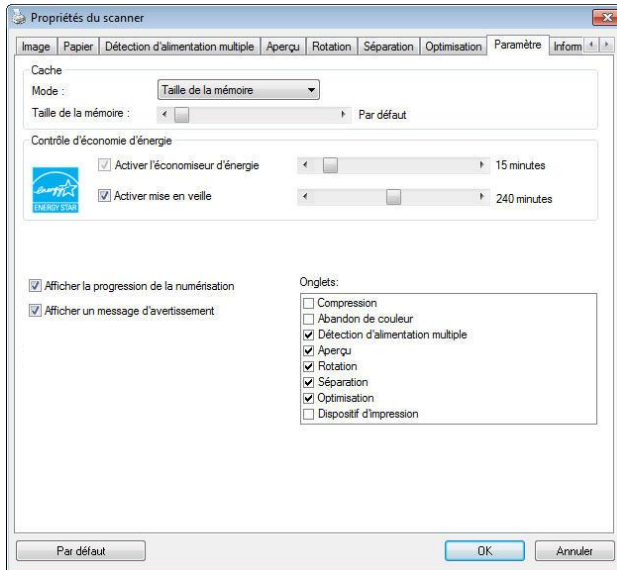 Propriétés du scanner
Image Papier Détection d'alimentation multiple Aperçu Rotation Séparation Optimisation Paramètre Inform
Cache
Mode : Taille de la mémoire
Taille de la mémoire : Par défaut
Contrôle d'économie d'énergie
Activer l'économiseur d'énergie 15 minutes
energy
ENERGY STAR
Activer mise en veille 240 minutes
Afficher la progression de la numérisation
Afficher un message d'avertissement
Onglets:
Compression
Abandon de couleur
Détection d'alimentation multiple
Aperçu
Rotation
Séparation
Optimisation
Dispositif d'impression
Par défaut OK Annuler